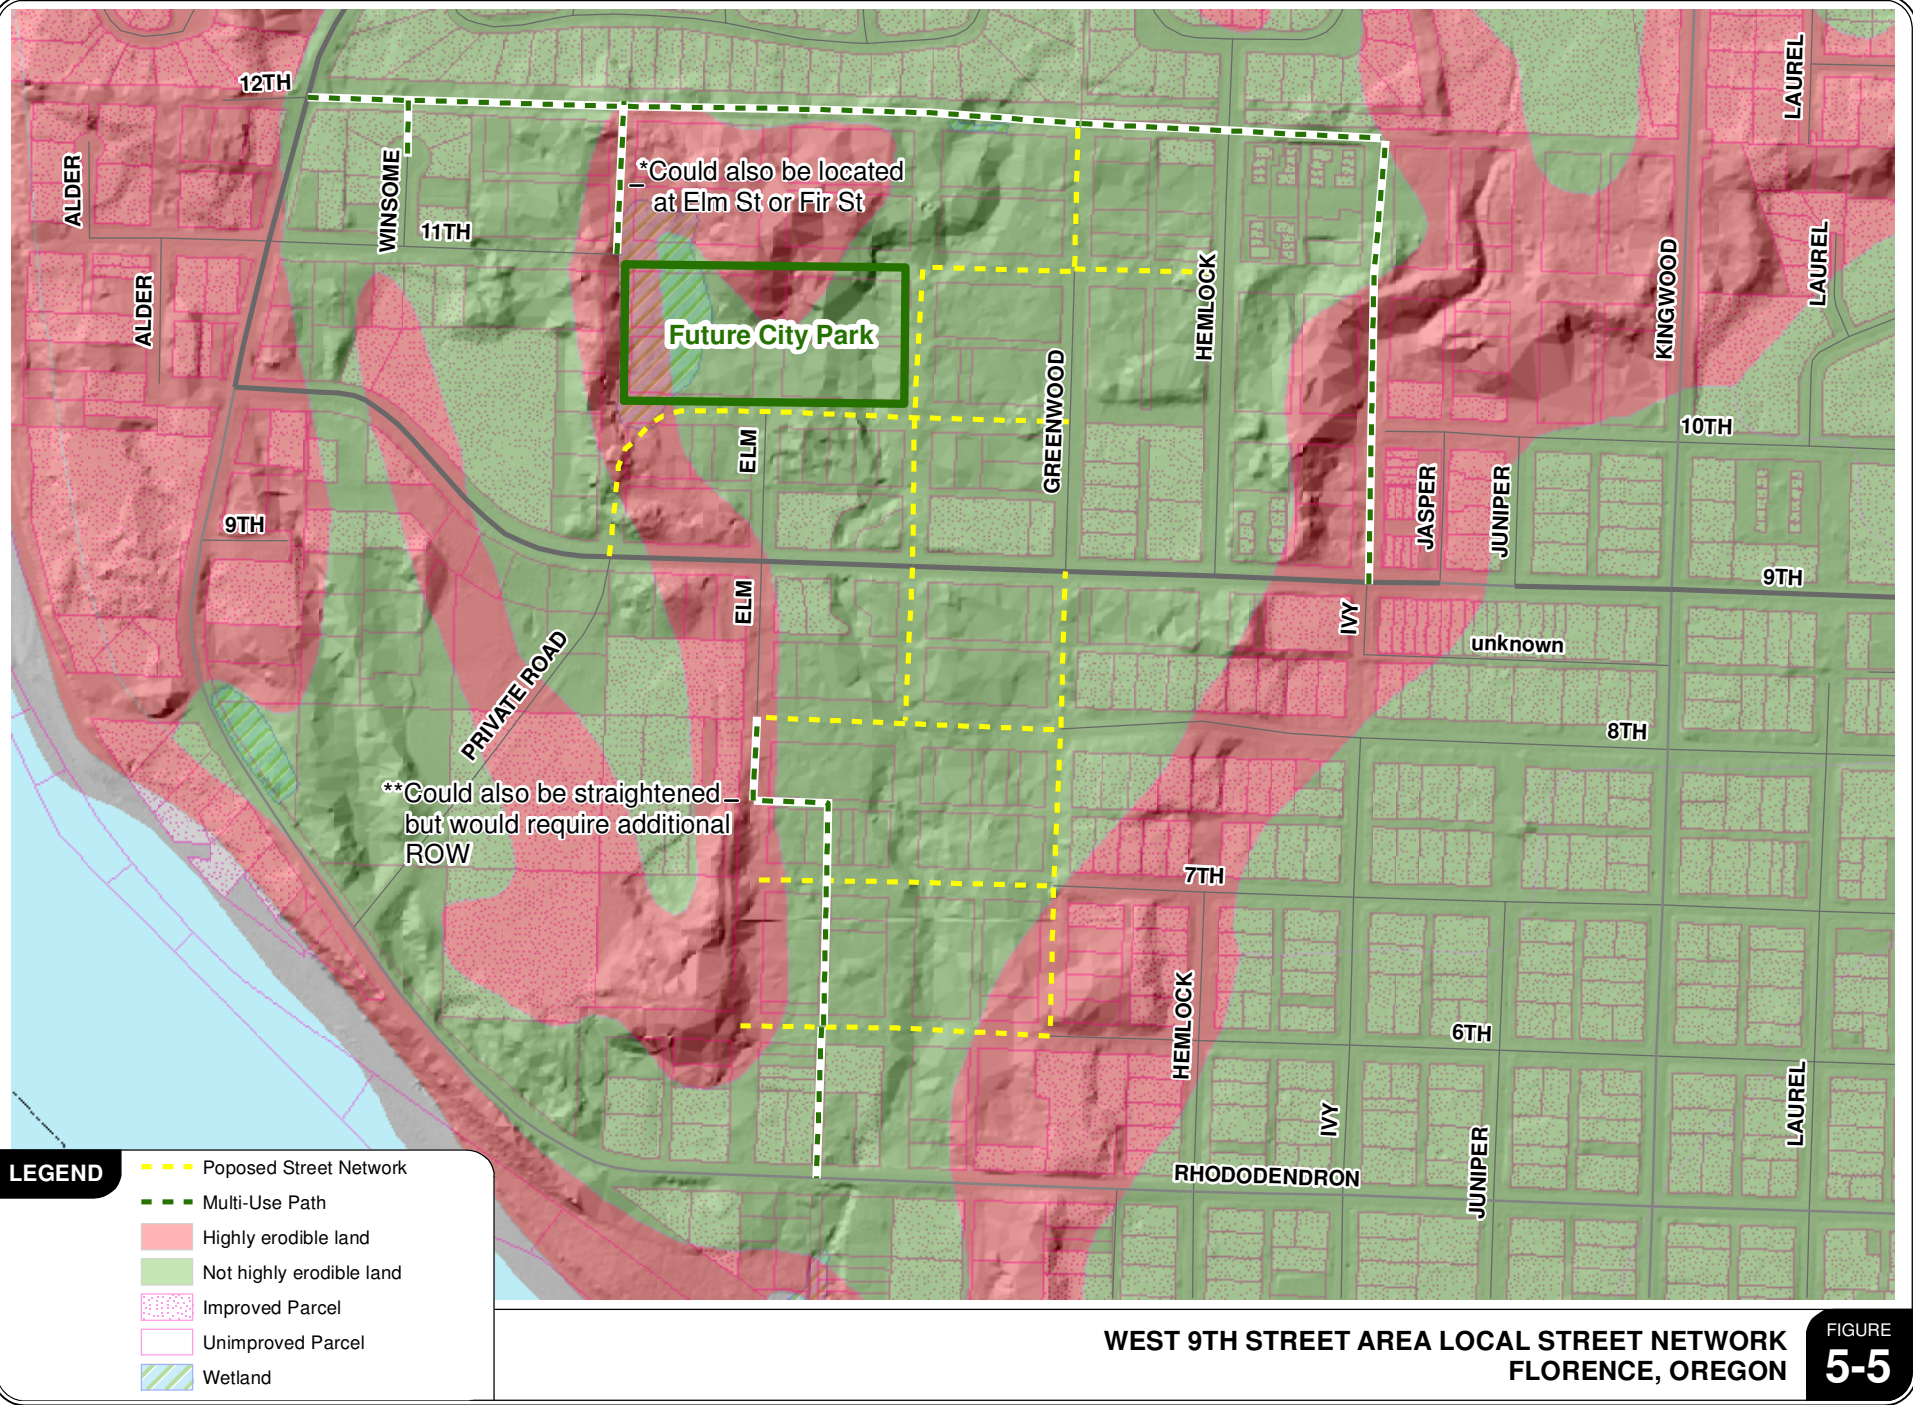 12TH
LAUREL
ALDER
WINSOME
*Could also be located
at Elm St or Fir St
11TH
ALDER
HEMLOCK
KINGWOOD
LAUREL
Future City Park
GREENWOOD
ELM
10TH
JASPER
JUNIPER
9TH
9TH
ELM
IVY
unknown
PRIVATE ROAD
8TH
**Could also be straightened
but would require additional
ROW
7TH
HEMLOCK
6TH
IVY
LAUREL
JUNIPER
RHODODENDRON
LEGEND
Poposed Street Network
Multi-Use Path
Highly erodible land
Not highly erodible land
Improved Parcel
Unimproved Parcel
Wetland
WEST 9TH STREET AREA LOCAL STREET NETWORK
FLORENCE, OREGON
FIGURE
5-5